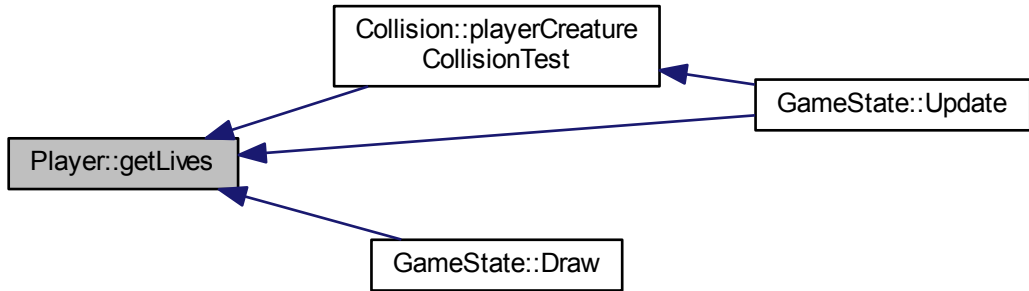 Collision::playerCreature
CollisionTest
GameState::Update
Player::getLives
GameState::Draw